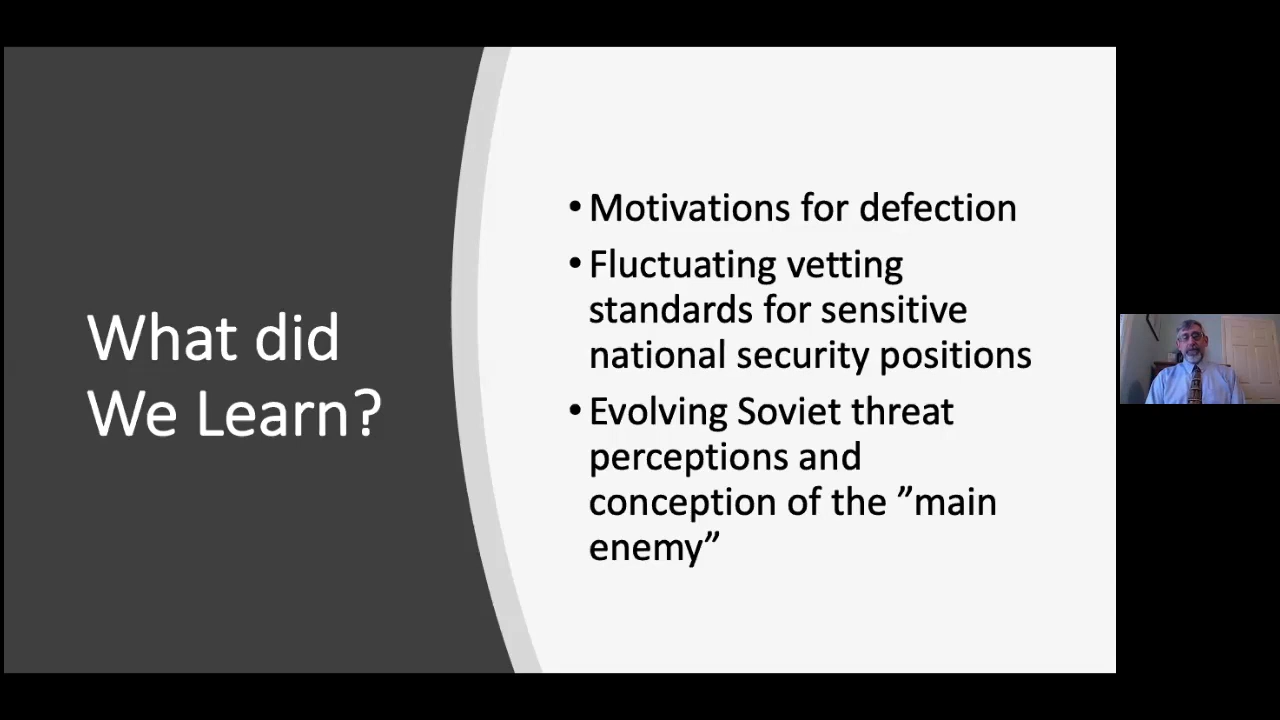 What did
We Learn?
• Motivations for defection
• Fluctuating vetting
standards for sensitive
national security positions
• Evolving Soviet threat
perceptions and
conception of the ”main
enemy”